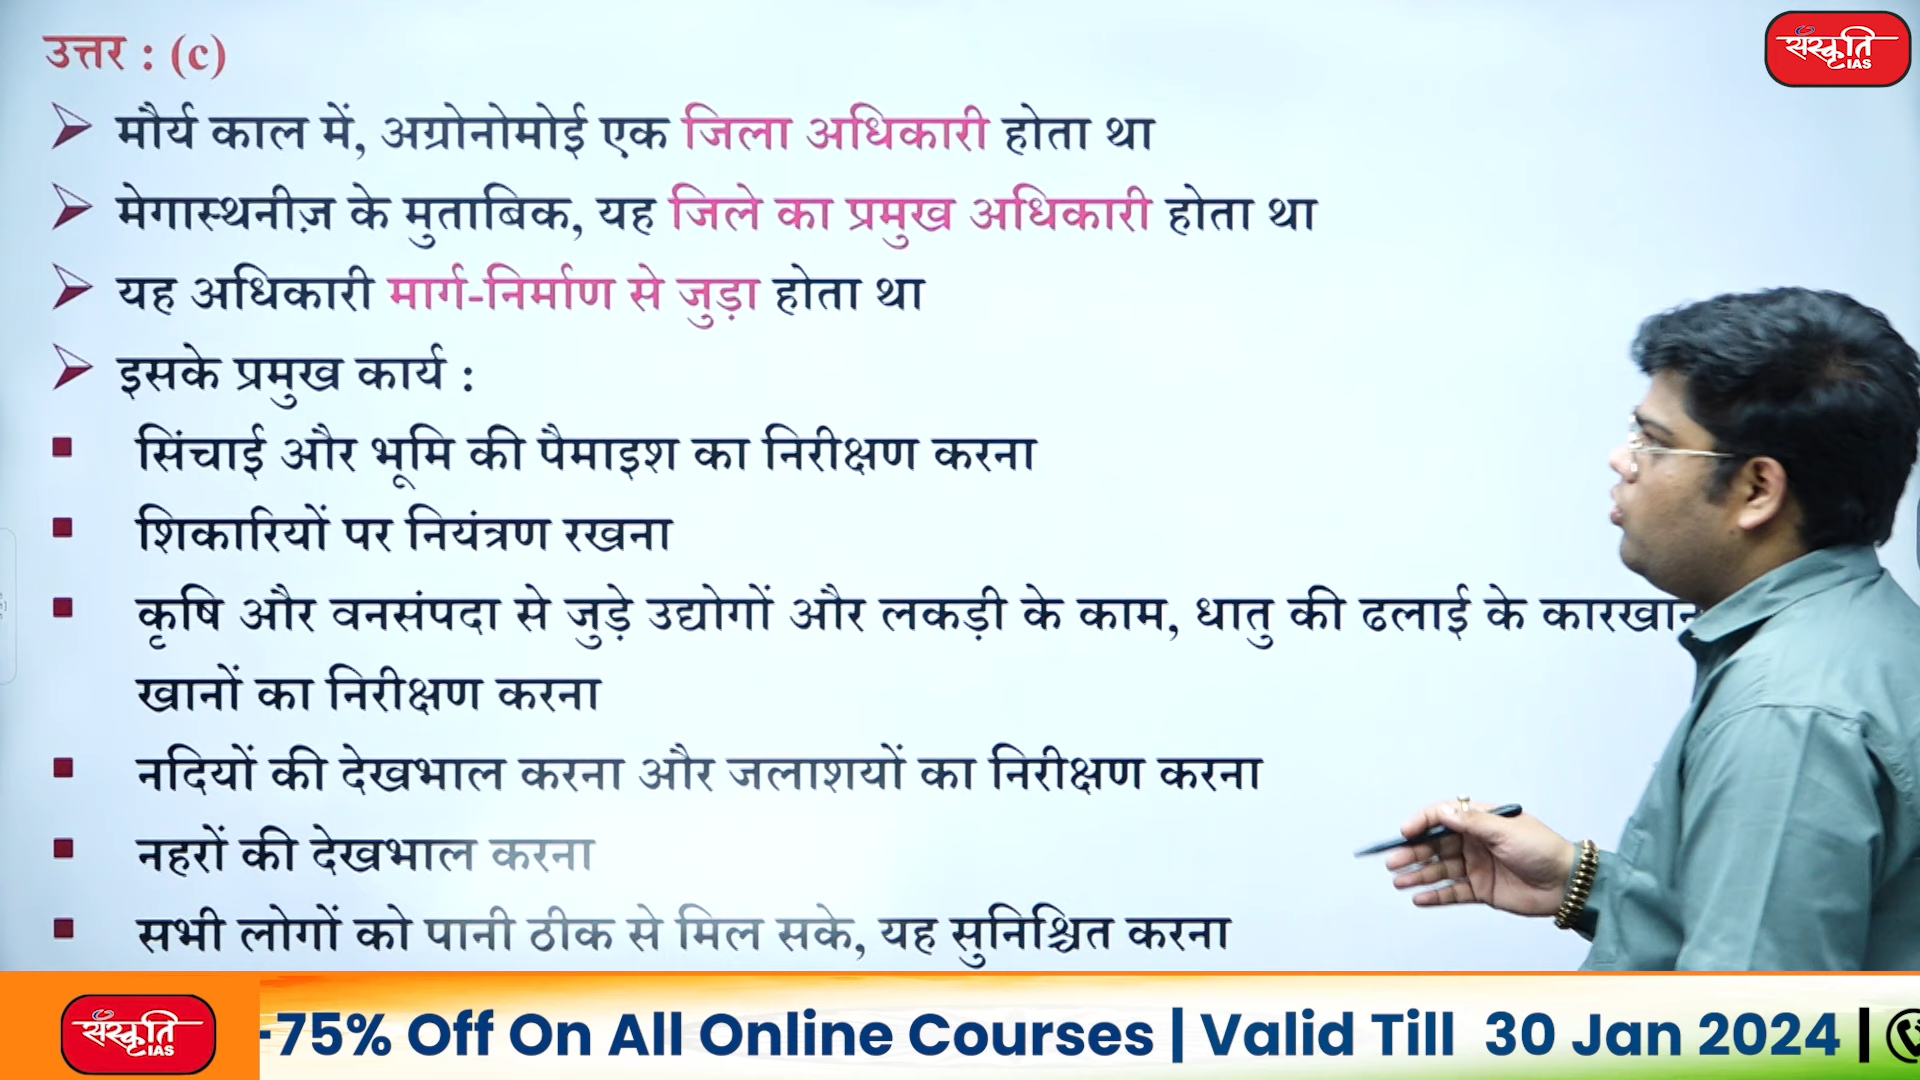 उत्तर : (c)
संस्कृति
IAS
मौर्य काल में, अग्रोनोमोई एक जिला अधिकारी होता था
मेगास्थनीज़ के मुताबिक, यह जिले का प्रमुख अधिकारी होता था
यह अधिकारी मार्ग-निर्माण से जुड़ा होता था
इसके प्रमुख कार्य :
सिंचाई और भूमि की पैमाइश का निरीक्षण करना
शिकारियों पर नियंत्रण रखना
कृषि और वनसंपदा से जुड़े उद्योगों और लकड़ी के काम, धातु की ढलाई के
खानों का निरीक्षण करना
नदियों की देखभाल करना और जलाशयों का निरीक्षण करना
नहरों की देखभाल करना
सभी लोगों को पानी ठीक से मिल सके, यह सुनिश्चित करना
संस्कृति
IAS
-75% Off On All Online Courses | Valid Till 30 Jan 2024 |